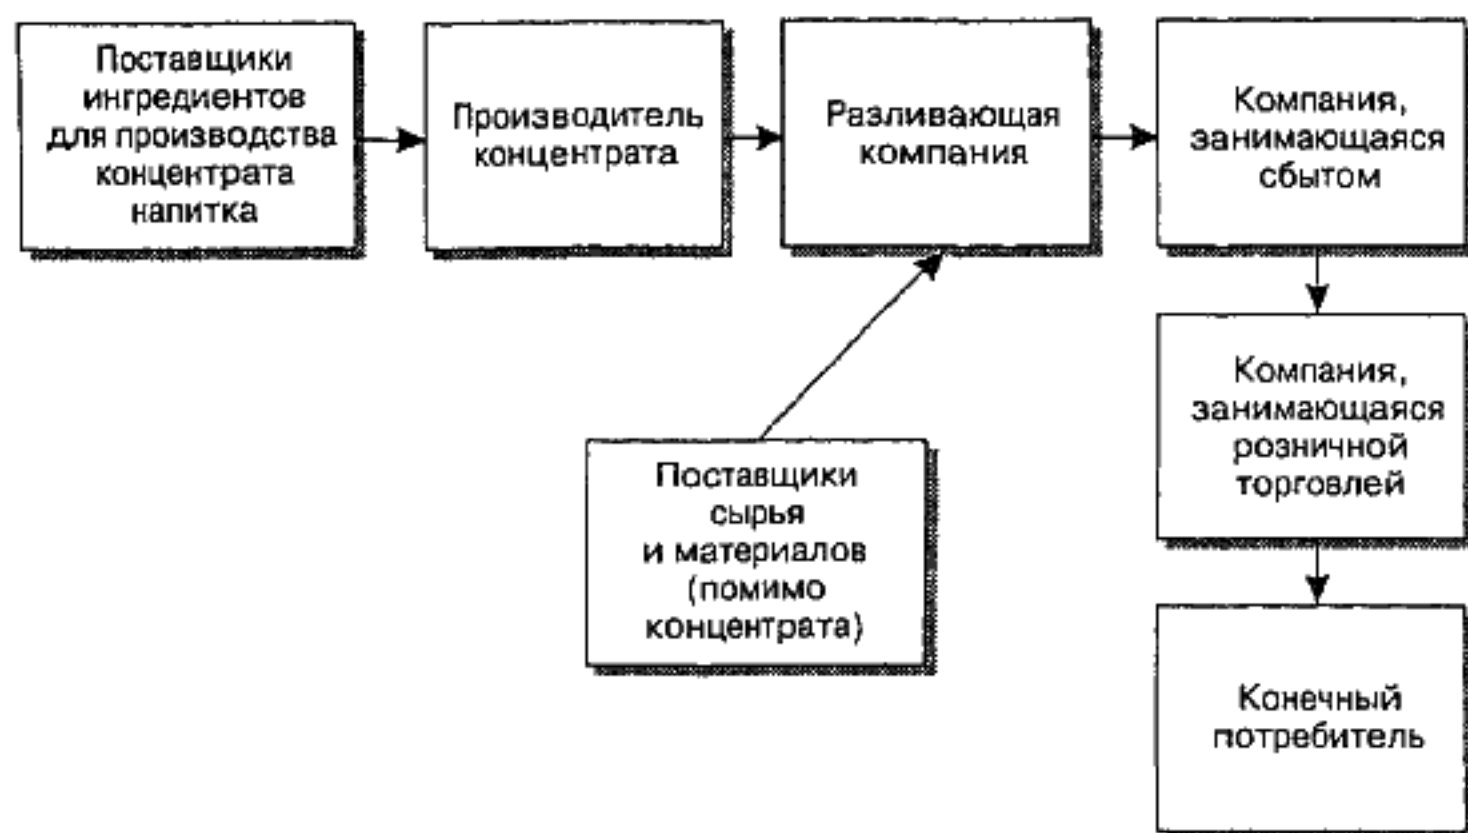 Поставщики
ингредиентов
для производства
концентрата
напитка
Производитель
концентрата
Разливающая
компания
Компания,
занимающаяся
сбытом
Компания,
занимающаяся
розничной
торговлей
Поставщики
сырья
и материалов
(помимо
концентрата)
Конечный
потребитель